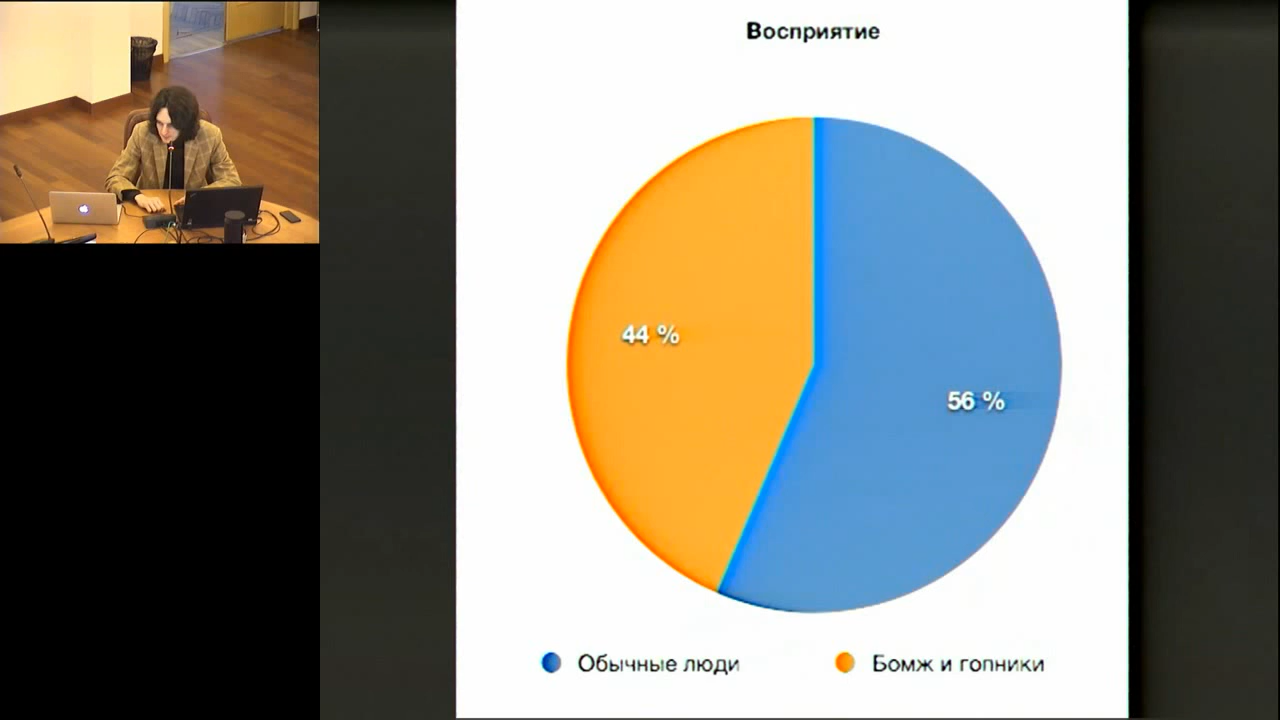 Восприятие
44 %
56 %
Обычные люди
Бомж и гопники